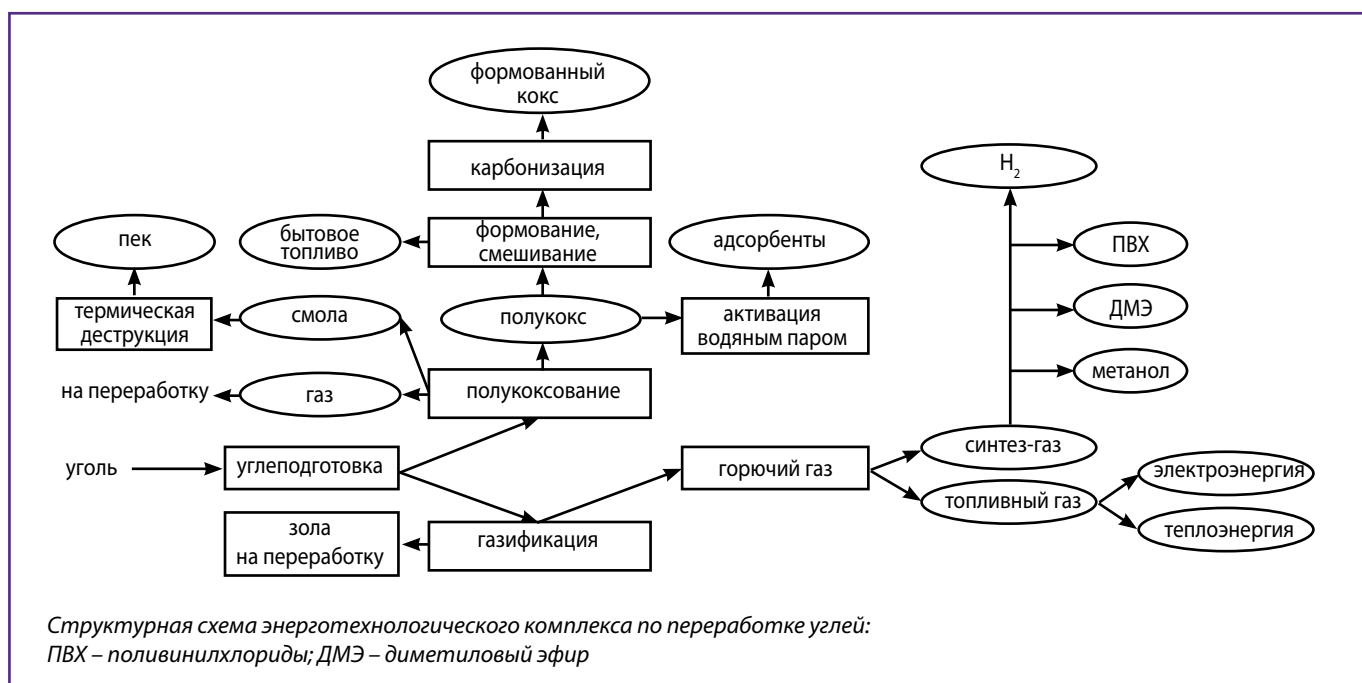 формованный
кокс
карбонизация
H₂
пек
бытовое
топливо
формование,
смешивание
адсорбенты
ПВХ
термическая
деструкция
смола
полукокс
активация
водяным паром
ДМЭ
на переработку
газ
полукоксование
метанол
уголь
углеподготовка
горючий газ
синтез-газ
топливный газ
электроэнергия
теплоэнергия
зола
на переработку
газификация
Структурная схема энерготехнологического комплекса по переработке углей:
ПВХ – поливинилхлориды; ДМЭ – диметиловый эфир